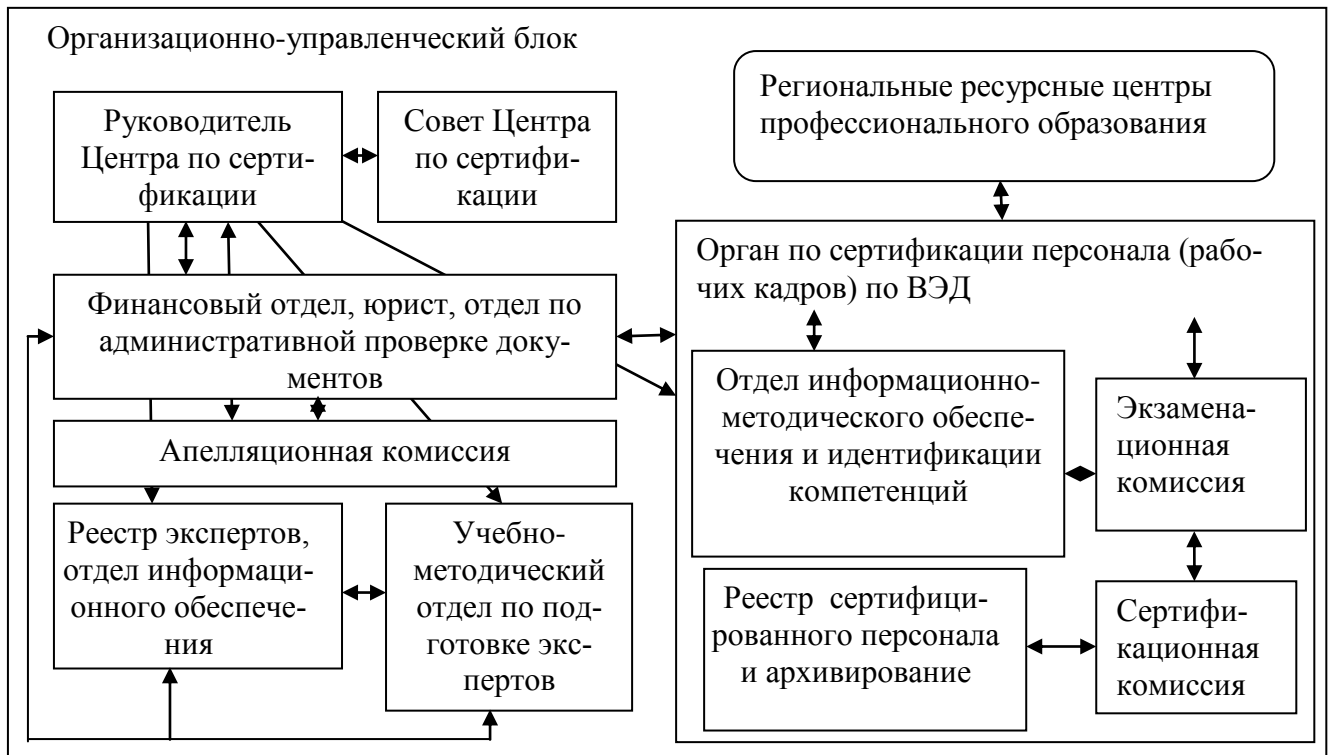 Организационно-управленческий блок
Руководитель
Центра по серти-
фикации
Совет Центра
по сертифи-
кации
Региональные ресурсные центры
профессионального образования
Финансовый отдел, юрист, отдел по
административной проверке доку-
ментов
Апелляционная комиссия
Реестр экспертов,
отдел информаци-
онного обеспече-
ния
Учебно-
методический
отдел по под-
готовке экс-
пертов
Орган по сертификации персонала (рабо-
чих кадров) по ВЭД
Отдел информационно-
методического обеспе-
чения и идентификации
компетенций
Экзамена-
ционная
комиссия
Реестр сертифици-
рованного персонала
и архивирование
Сертифи-
кационная
комиссия